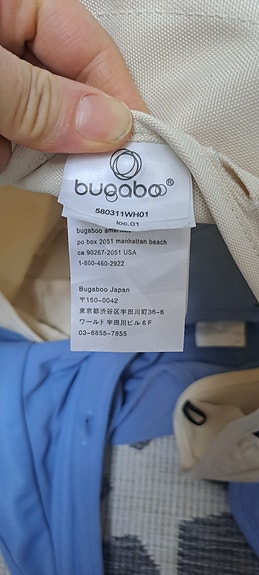 bugaboo®
580311WH01
loc.01
bugaboo americas
po box 2051 manhattan beach
ca 90267-2051 USA
1-800-460-2922
Bugaboo Japan
〒150-0042
東京都渋谷区宇田川町36-6
ワールド宇田川ビル6F
03-6855-7855